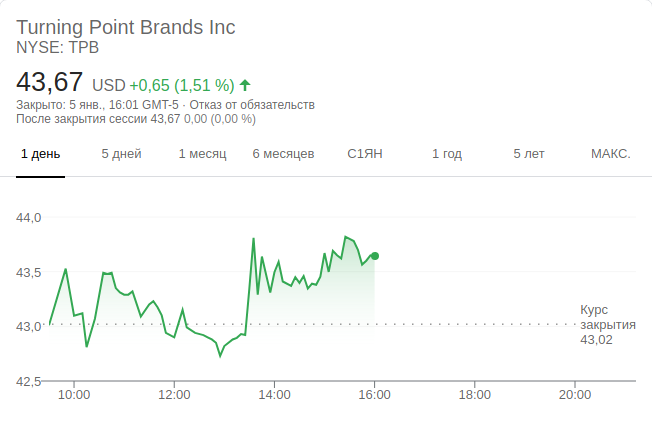 Turning Point Brands Inc
NYSE: TPB
43,67 USD +0,65 (1,51 %)
Закрыто: 5 янв., 16:01 GMT-5 · Отказ от обязательств
После закрытия сессии 43,67 0,00 (0,00 %)
1 день 5 дней 1 месяц 6 месяцев С1ЯН 1 год 5 лет МАКС.
44,0
43,5
43,0
42,5
Курс
закрытия
43,02
10:00 12:00 14:00 16:00 18:00 20:00